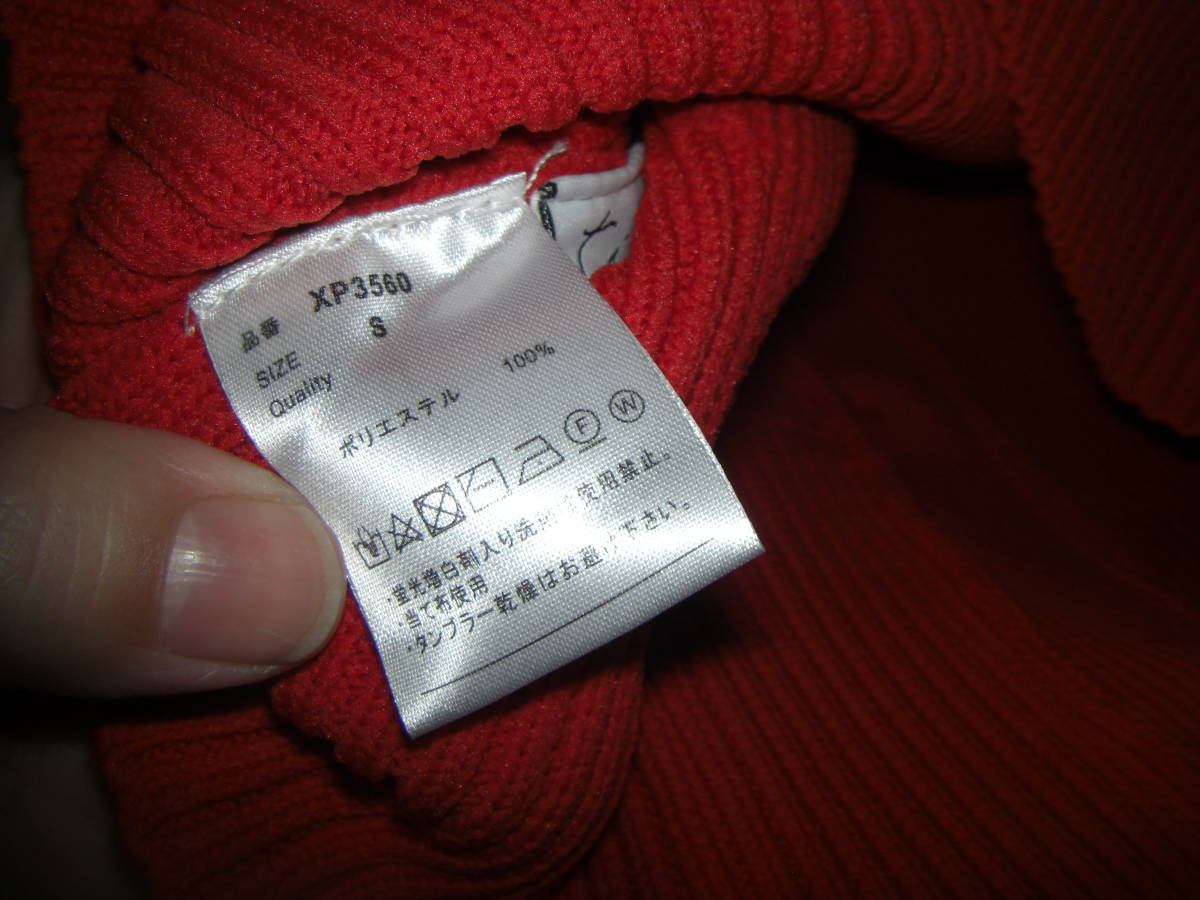 品番 XP3560
SIZE S
Quality
ポリエステル 100%
F W
・蛍光増白剤入り洗剤の使用禁止。
・当て布使用
・タンブラー乾燥はお避け下さい。